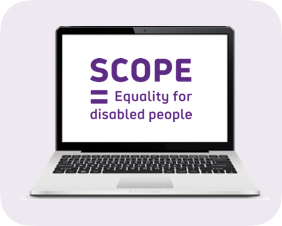 SCOPE
= Equality for
disabled people